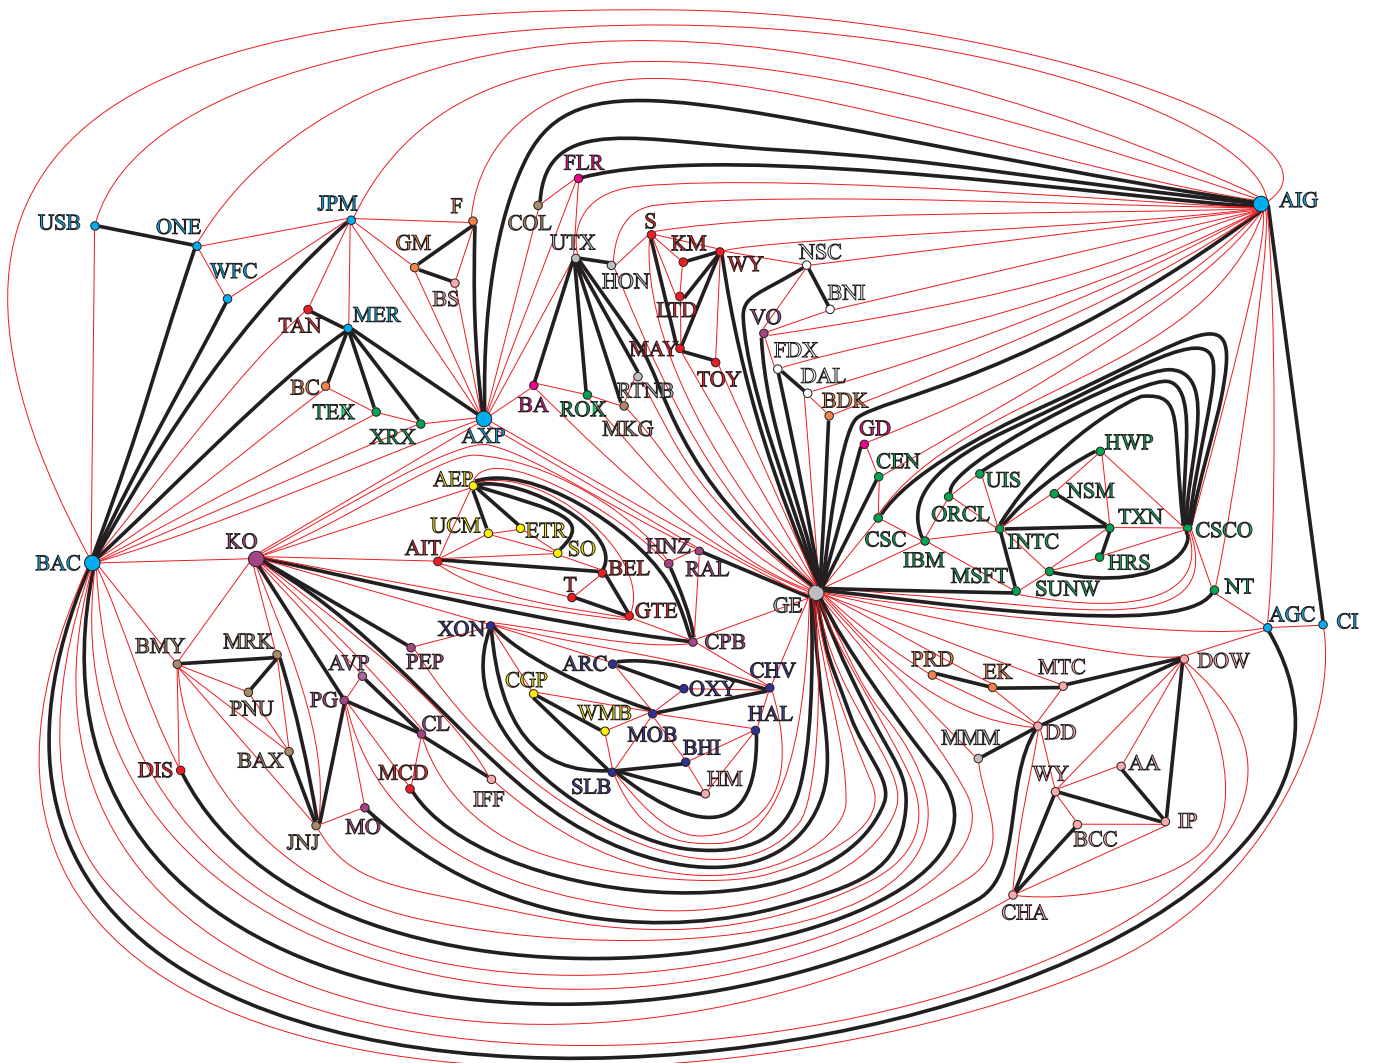 FLR
AIG
JPM
F
COL
S
USB
ONE
GM
UTX
KM
WY
NSC
WFC
HON
BS
LTD
BNI
TAN
MER
VO
MAY
FDX
TOY
DAL
BC
RTNB
BDK
TEX
BA
ROX
XRX
AXP
MKG
GD
HWP
CEN
AEP
UIS
NSM
ORCL
TXN
UCM
ETR
CSCO
KO
AIT
SO
HNZ
CSC
INTC
BAC
BEL
RAL
IBM
HRS
T
MSFT
SUNW
NT
GTE
GE
AGC
CI
XON
CPB
BMY
MRK
AVP
PEP
ARC
CHV
PRD
EK
MTC
DOW
CGP
OXY
PNU
PG
WMB
HAL
CL
MOB
DD
BHI
MMM
BAX
DIS
MCD
HM
WY
AA
SLB
IFF
MO
IP
JNJ
BCC
CHA